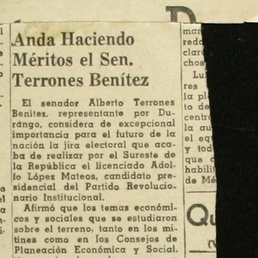 Anda Haciendo
Méritos el Sen.
Terrones Benítez
El senador Alberto Terrones
Benítez, representante por Du-
rango, considera de excepcional
importancia para el futuro de la
nación la jira electoral que aca-
ba de realizar por el Sureste de
la República el licenciado Adol-
fo López Mateos, candidato pre-
sidencial del Partido Revolucio-
nario Institucional.
Afirmó que los temas económi-
cos y sociales que se estudiaron
sobre el terreno, tanto en los mí-
tines como en los Consejos de
Planeación Económica y Social,